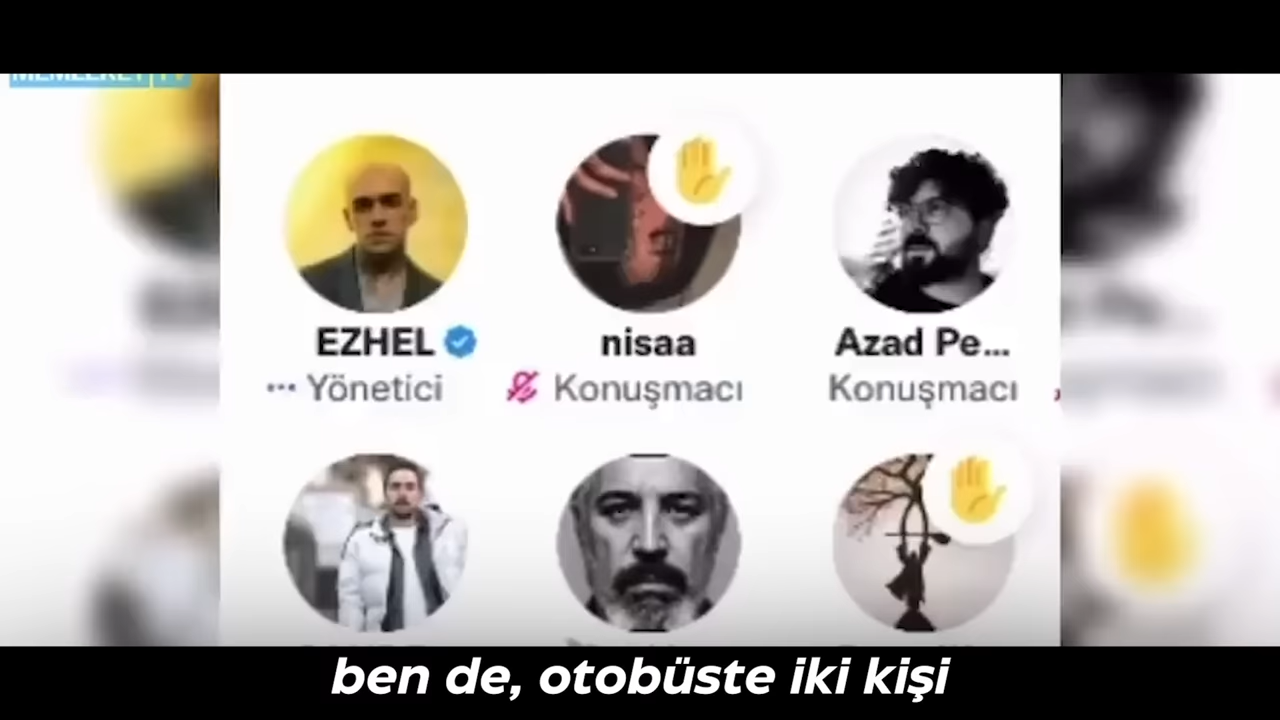 EZHEL
nisaa
Azad Pe...
Yönetici
Konuşmacı
Konuşmacı
ben de, otobüste iki kişi